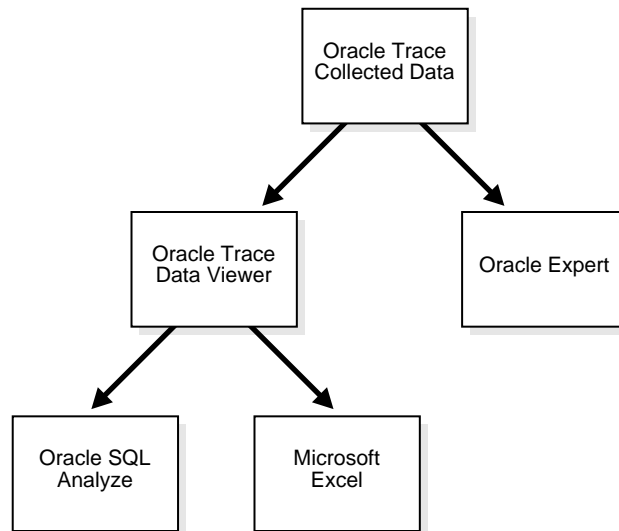 Oracle Trace
Collected Data
Oracle Trace
Data Viewer
Oracle Expert
Oracle SQL
Analyze
Microsoft
Excel